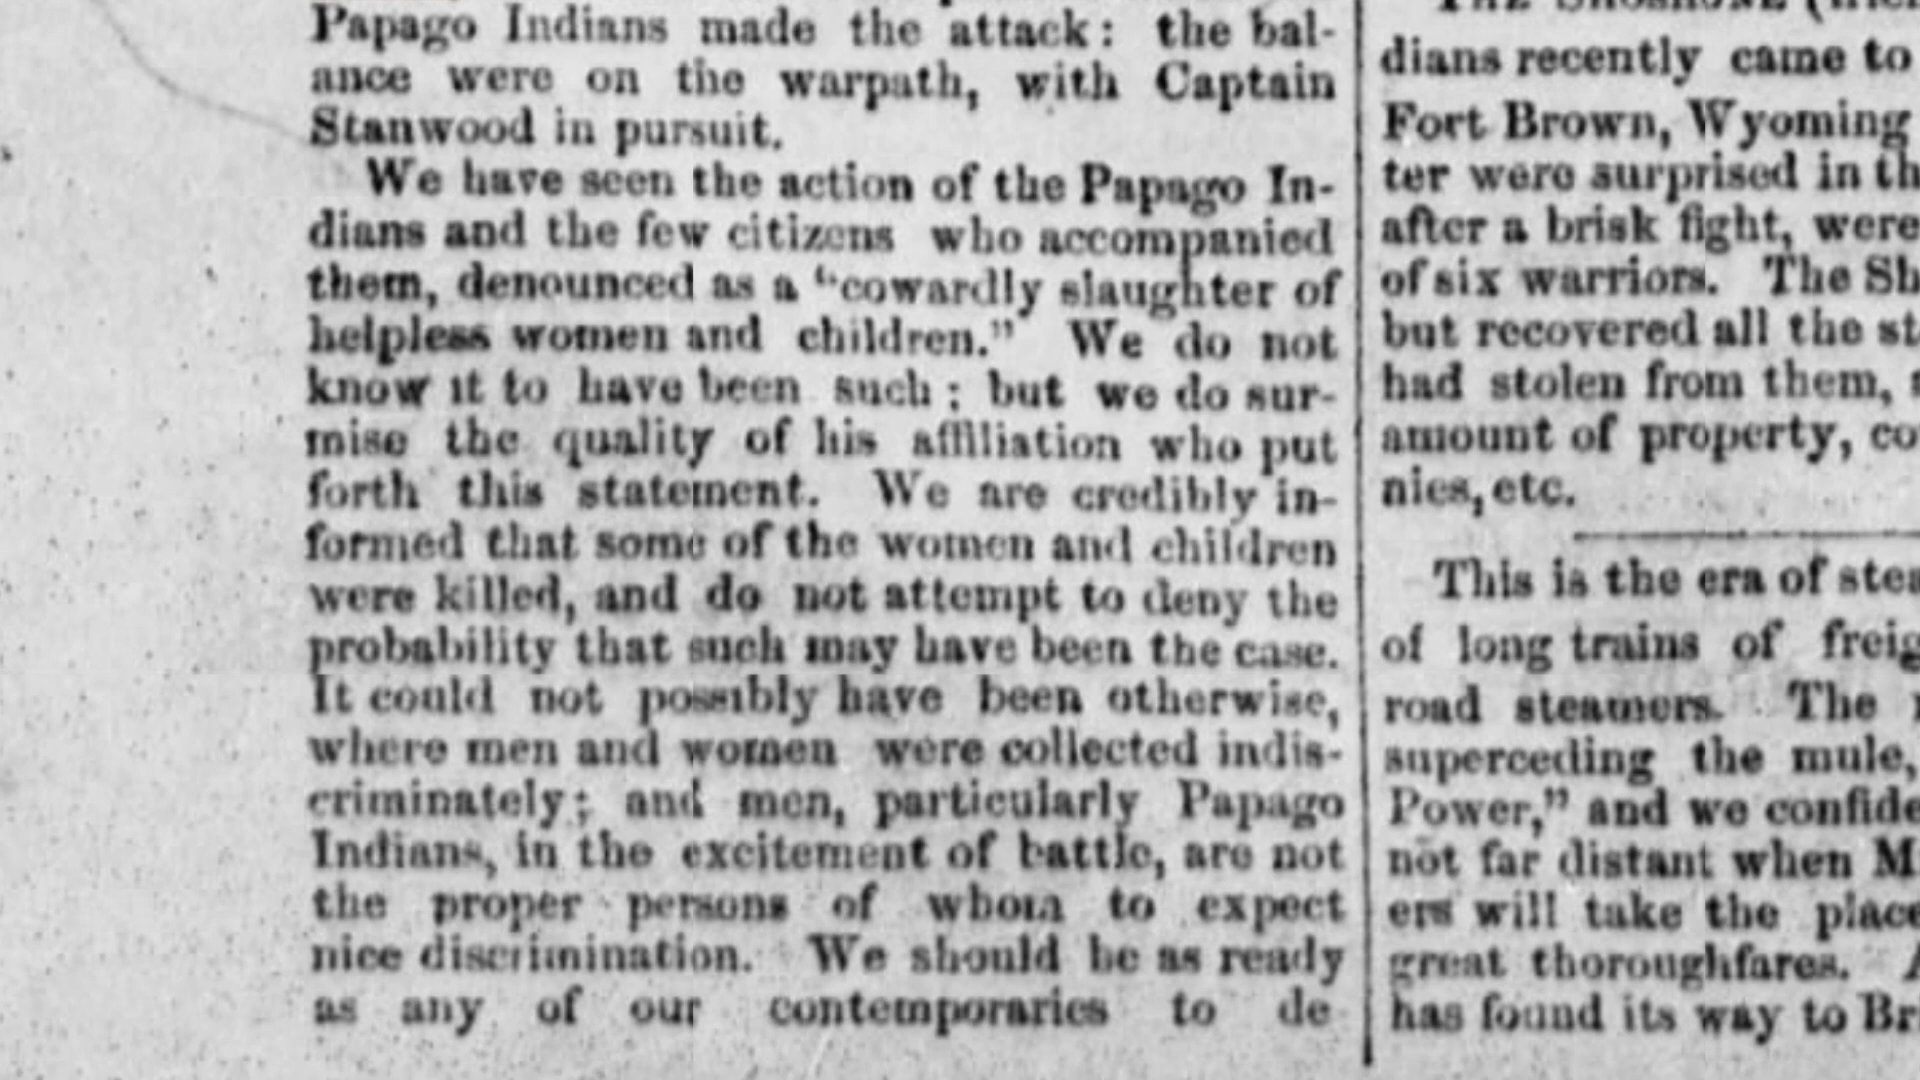 Papago Indians made the attack: the bal-
ance were on the warpath, with Captain
Stanwood in pursuit.
We have seen the action of the Papago In-
dians and the few citizens who accompanied
them, denounced as a “cowardly slaughter of
helpless women and children.” We do not
know it to have been such; but we do sur-
mise the quality of his affiliation who put
forth this statement. We are credibly in-
formed that some of the women and children
were killed, and do not attempt to deny the
probability that such may have been the case.
It could not possibly have been otherwise,
where men and women were collected indis-
criminately; and men, particularly Papago
Indians, in the excitement of battle, are not
the proper persons of whom to expect
nice discrimination. We should be as ready
as any of our contemporaries to de
THE SHOSHONE
dians recently came to
Fort Brown, Wyoming
ter were surprised in th
after a brisk fight, were
of six warriors. The Sh
but recovered all the st
had stolen from them,
amount of property, co
nies, etc.
This is the era of stea
of long trains of freig
road steamers. The
superceding the mule,
Power,” and we confide
not far distant when M
ers will take the place
great thoroughfares. A
has found its way to Br